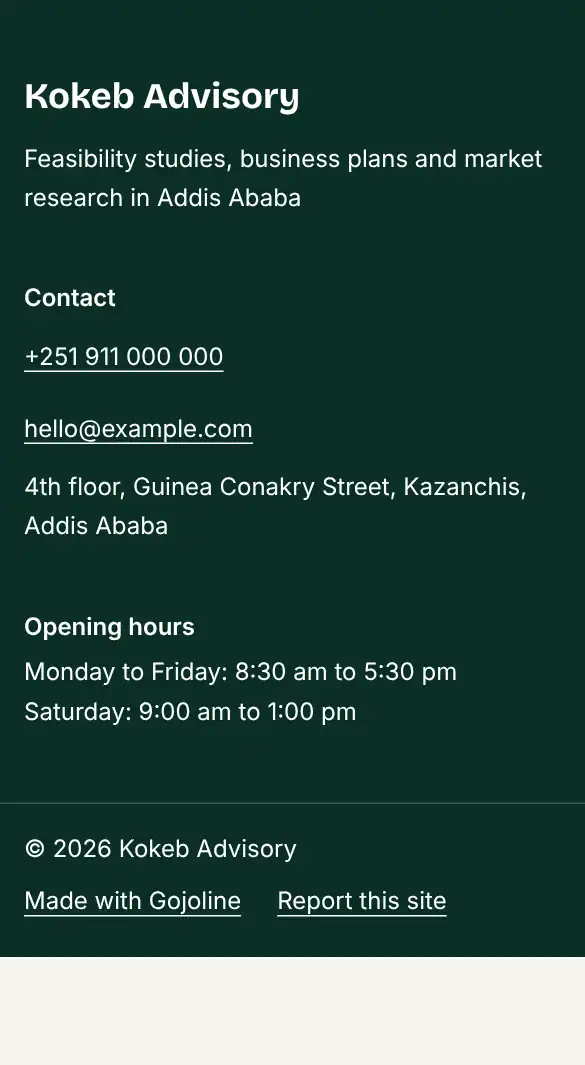 Kokeb Advisory
Feasibility studies, business plans and market
research in Addis Ababa
Contact
+251 911 000 000
hello@example.com
4th floor, Guinea Conakry Street, Kazanchis,
Addis Ababa
Opening hours
Monday to Friday: 8:30 am to 5:30 pm
Saturday: 9:00 am to 1:00 pm
© 2026 Kokeb Advisory
Made with Gojoline Report this site